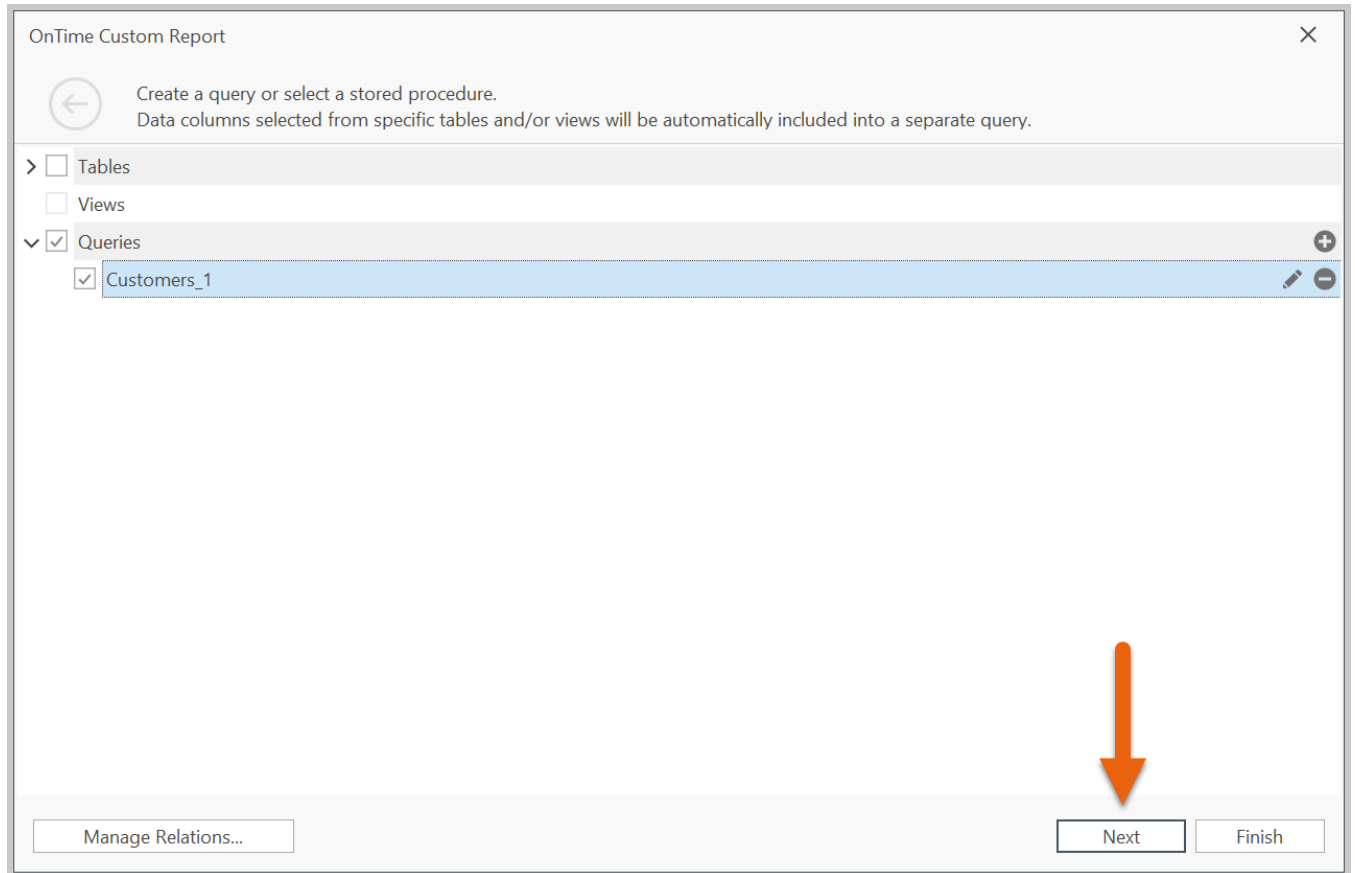 OnTime Custom Report
Create a query or select a stored procedure.
Data columns selected from specific tables and/or views will be automatically included into a separate query.
Tables
Views
Queries
Customers_1
Manage Relations...
Next
Finish